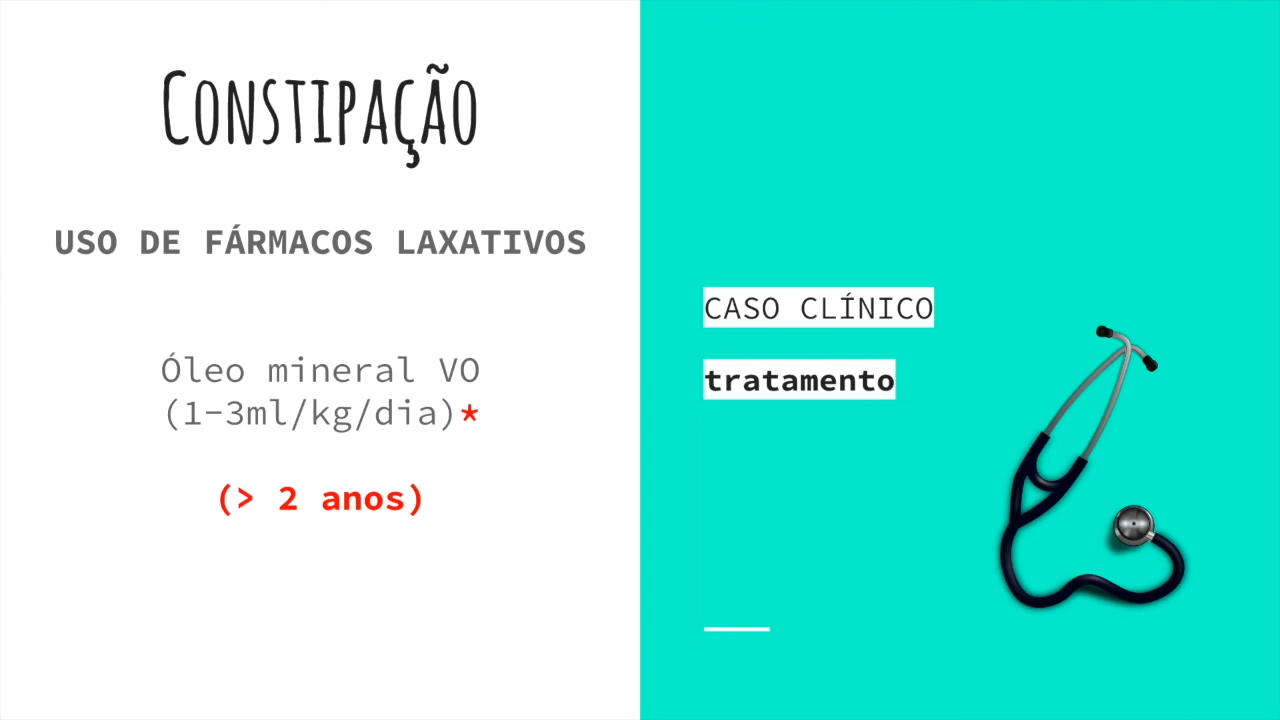 Constipação
USO DE FÁRMACOS LAXATIVOS
Óleo mineral VO
(1-3ml/kg/dia)*
(> 2 anos)
CASO CLÍNICO
tratamento